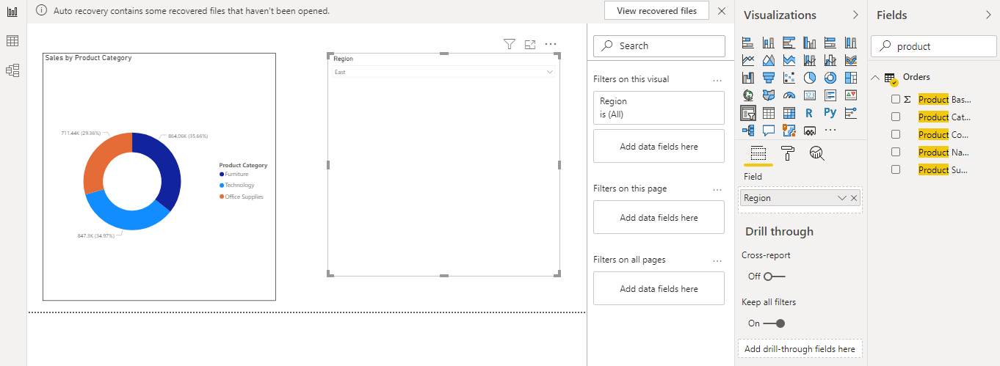 Auto recovery contains some recovered files that haven't been opened.
View recovered files
Sales by Product Category
711.44K (29.36%)
864.06K (35.66%)
847.3K (34.97%)
Product Category
Furniture
Technology
Office Supplies
Region
East
Search
Filters on this visual
Region
is (All)
Add data fields here
Filters on this page
Add data fields here
Filters on all pages
Add data fields here
Visualizations
123
R
Py
Field
Region
Drill through
Cross-report
Off
Keep all filters
On
Add drill-through fields here
Fields
product
Orders
Σ Product Bas...
Product Cat...
Product Co...
Product Na...
Product Su...